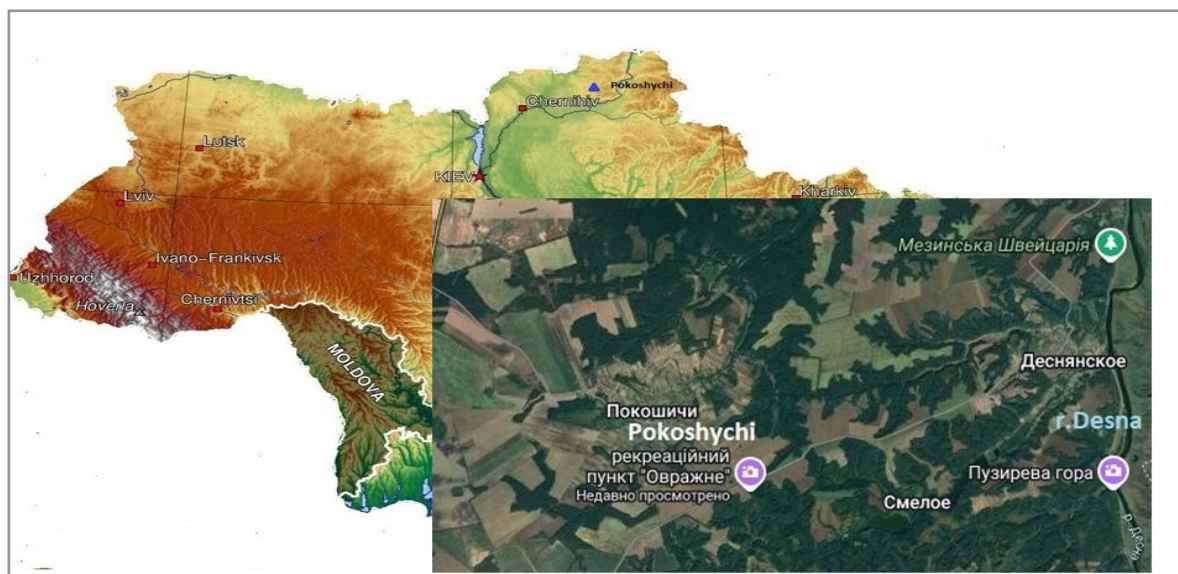 Pokoshychi
Chernihiv
Lutsk
KIEV
Lviv
Kharkiv
Ivano-Frankivsk
Uzhhorod
Hoverla
Chernivtsi
MOLDOVA
Мезинська Швейцарія
Деснянское
Покошичи
Pokoshychi
r.Desna
рекреаційний
пункт "Овражне"
Недавно просмотрено
Пузирева гора
Смелое
р. Десна